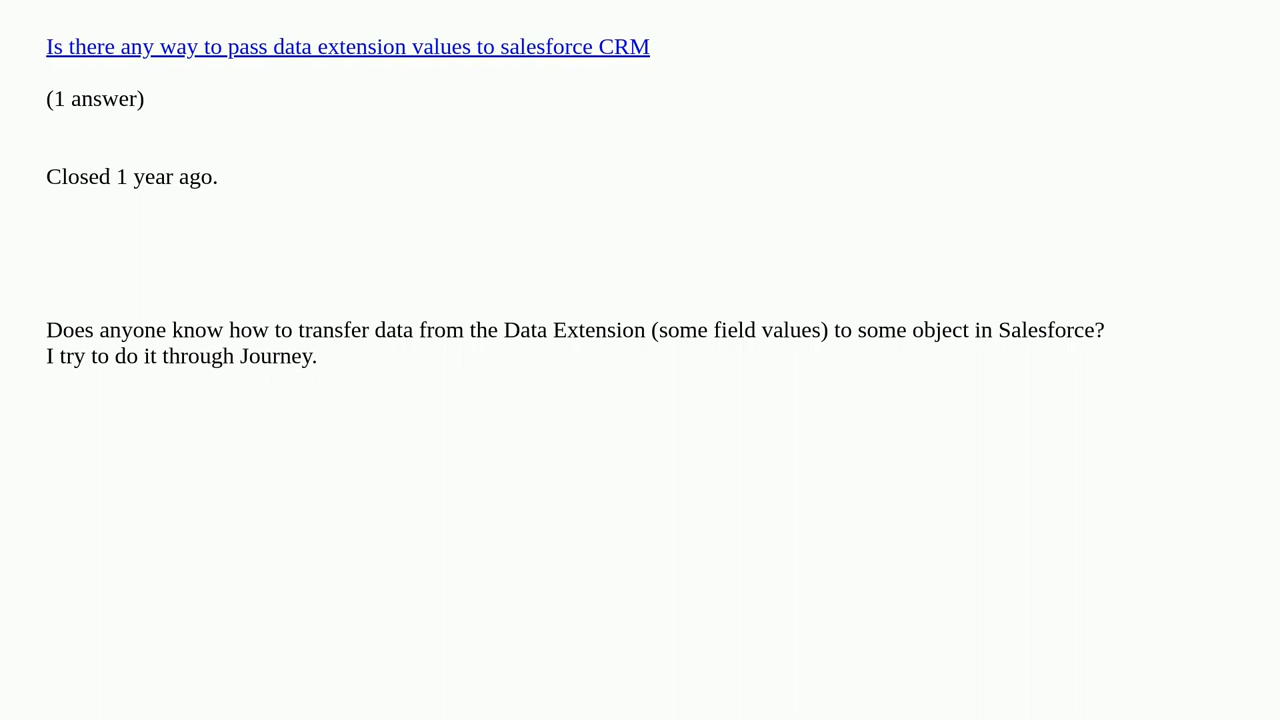 Is there any way to pass data extension values to salesforce CRM
(1 answer)
Closed 1 year ago.
Does anyone know how to transfer data from the Data Extension (some field values) to some object in Salesforce?
I try to do it through Journey.